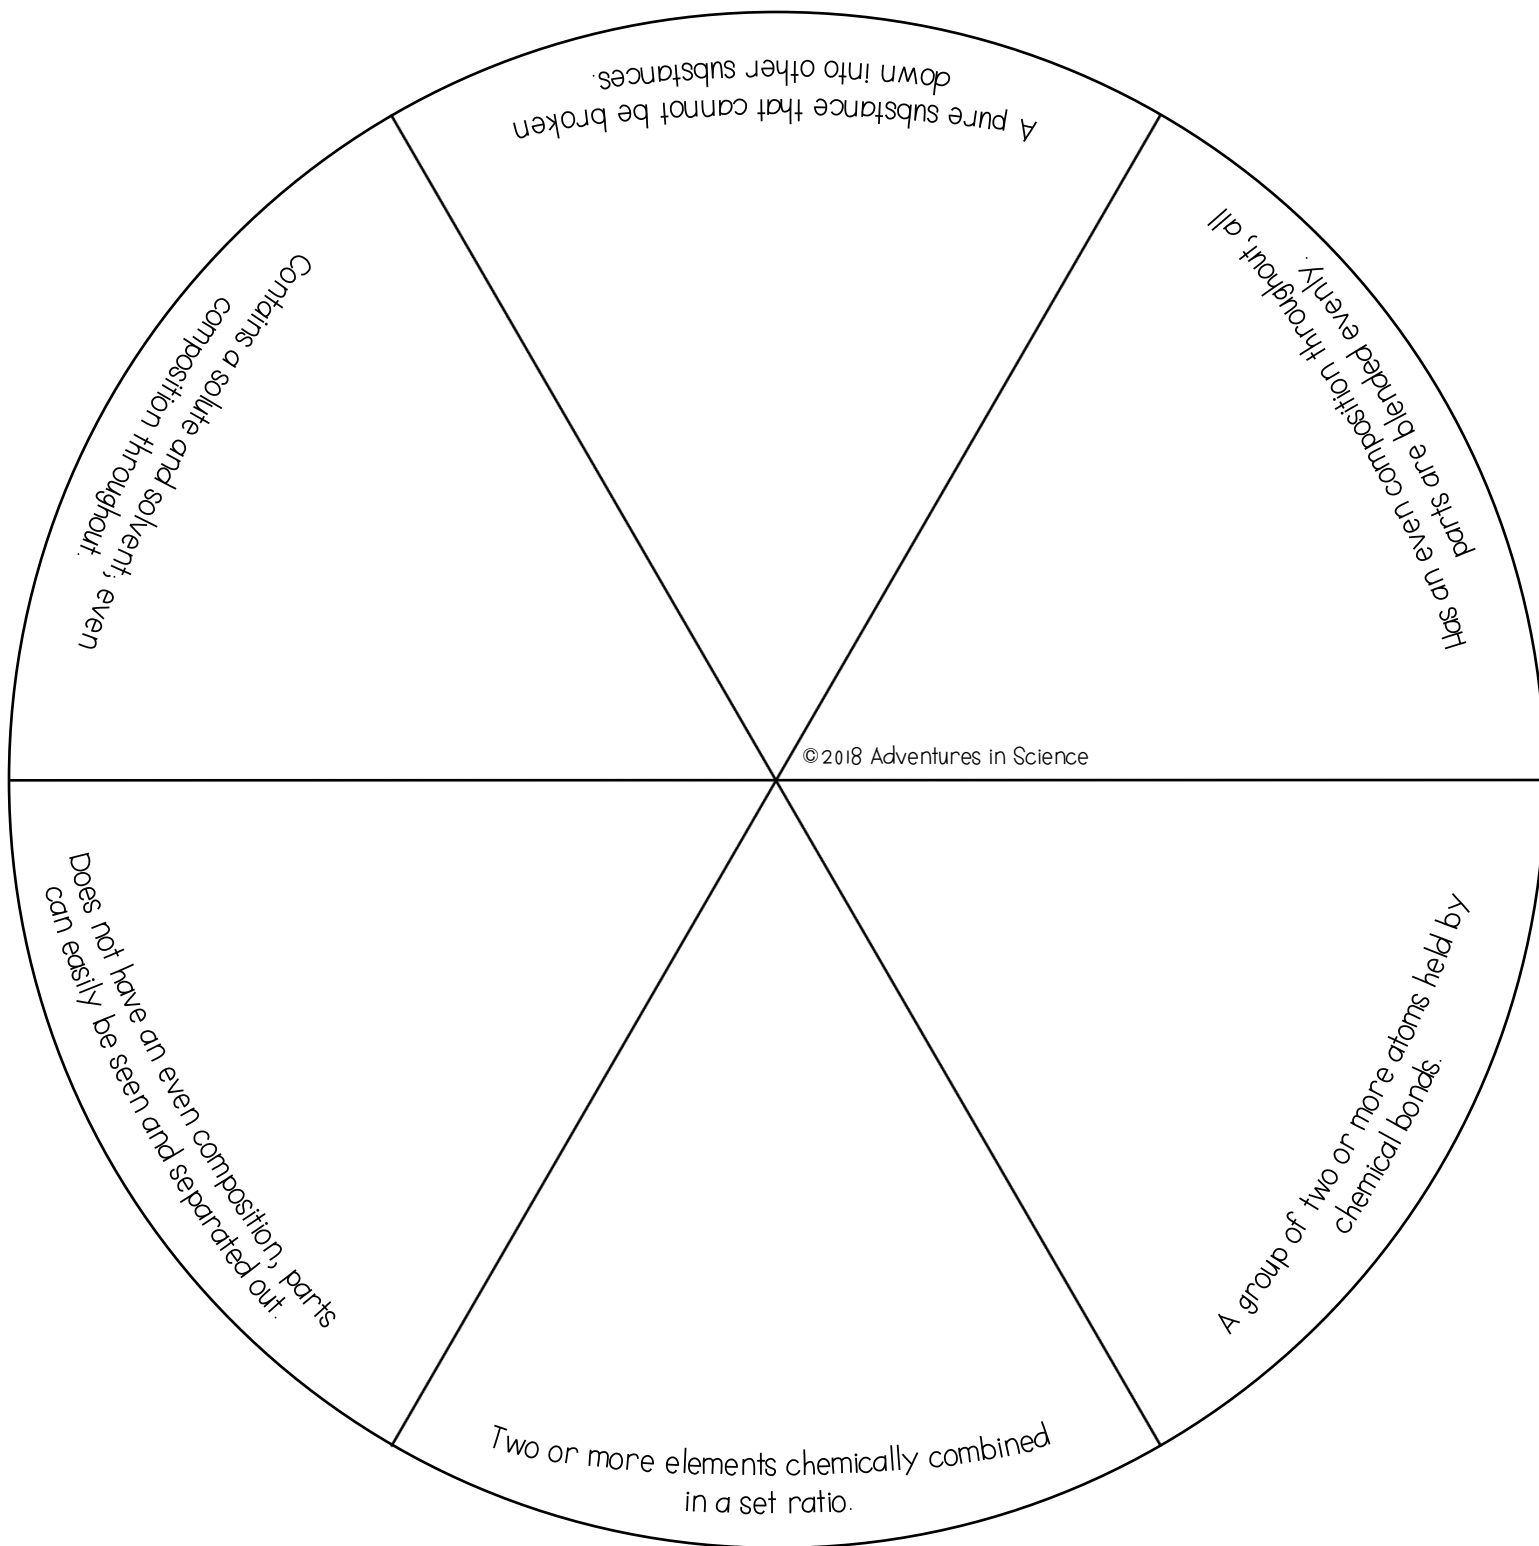 A pure substance that cannot be broken
down into other substances.
Has an even composition throughout, all
parts are blended evenly.
A group of two or more atoms held by
chemical bonds.
Two or more elements chemically combined
in a set ratio.
Does not have an even composition, parts
can easily be seen and separated out.
Contains a solute and solvent; even
composition throughout.
©2018 Adventures in Science